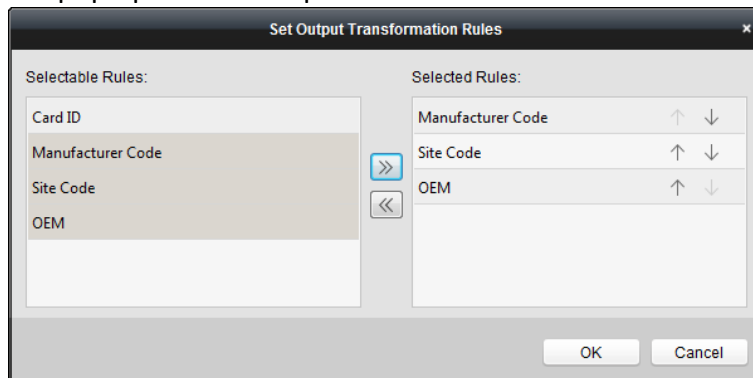 Set Output Transformation Rules
Selectable Rules:
Card ID
Manufacturer Code
Site Code
OEM
Selected Rules:
Manufacturer Code
Site Code
OEM
OK
Cancel